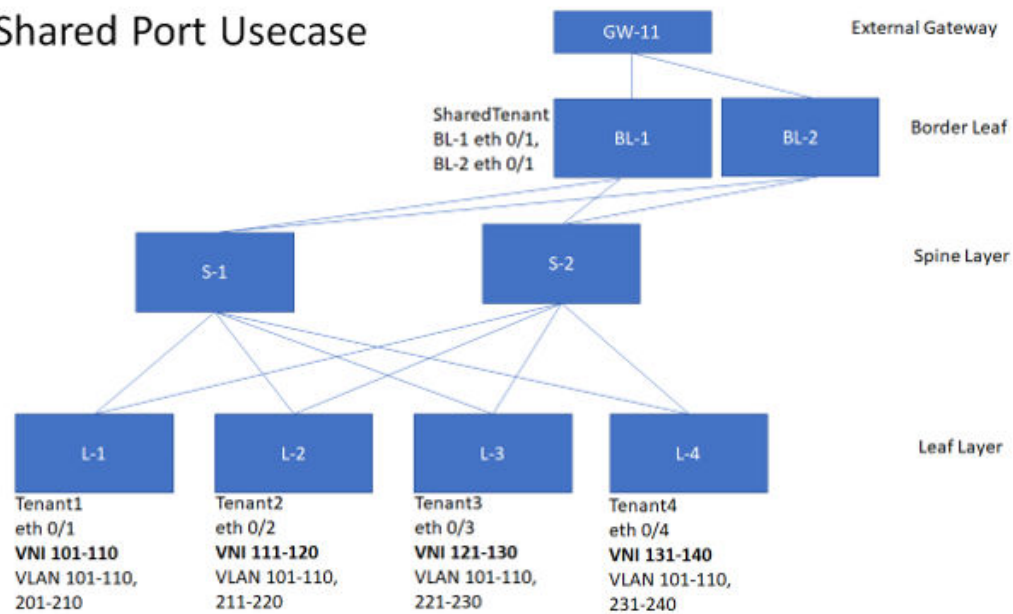 Shared Port Usecase
GW-11
External Gateway
SharedTenant
BL-1 eth 0/1,
BL-2 eth 0/1
BL-1
BL-2
Border Leaf
S-1
S-2
Spine Layer
L-1
L-2
L-3
L-4
Leaf Layer
Tenant1
eth 0/1
VNI 101-110
VLAN 101-110,
201-210
Tenant2
eth 0/2
VNI 111-120
VLAN 101-110,
211-220
Tenant3
eth 0/3
VNI 121-130
VLAN 101-110,
221-230
Tenant4
eth 0/4
VNI 131-140
VLAN 101-110,
231-240